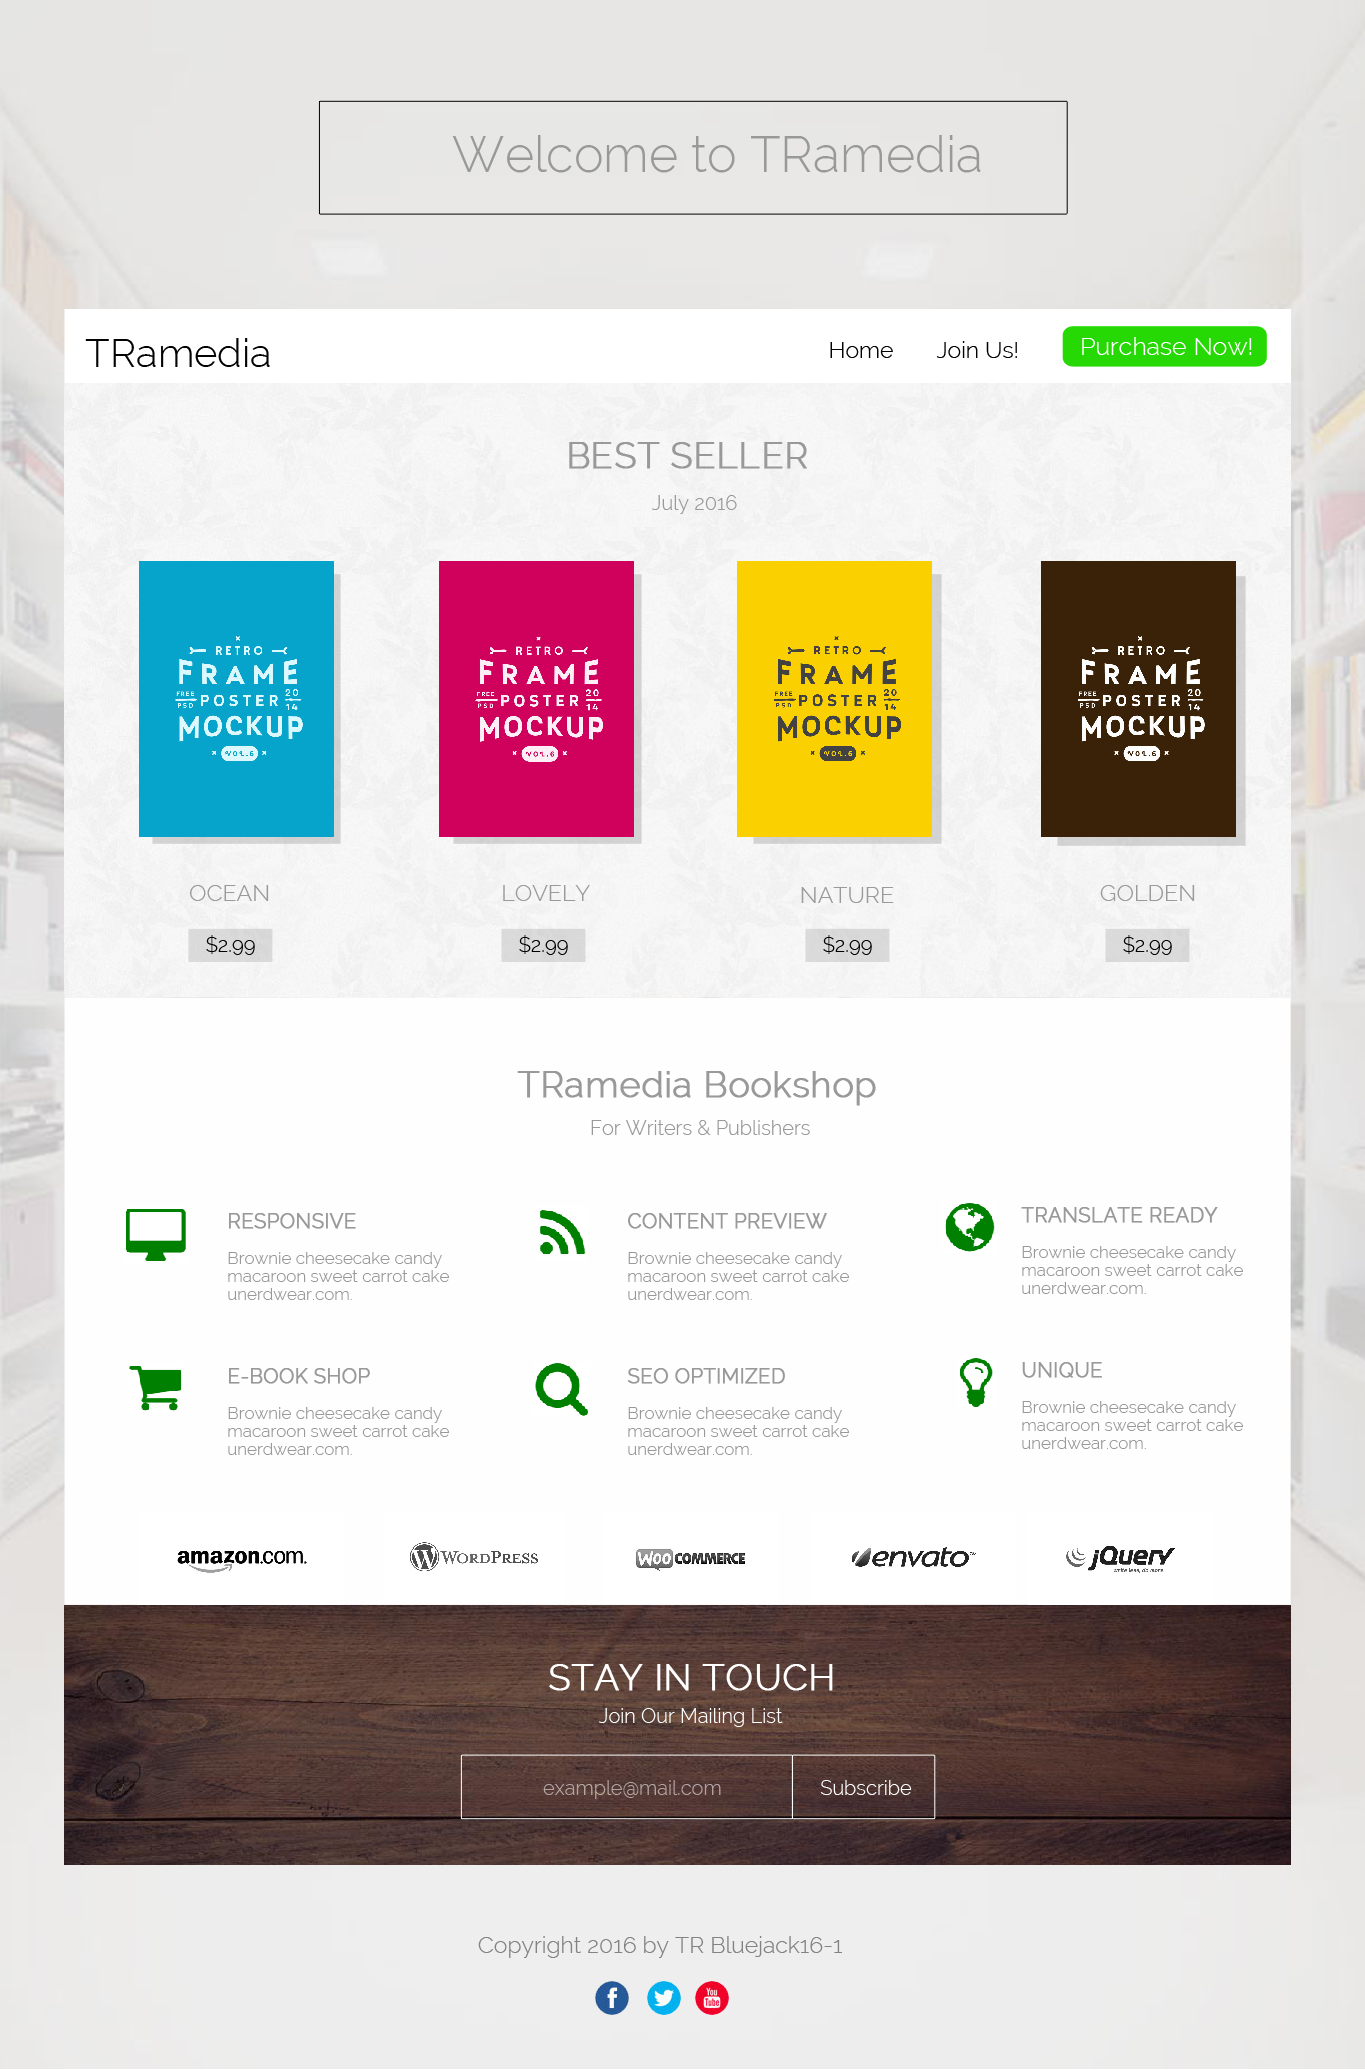 Welcome to TRamedia
TRamedia
Home
Join Us!
Purchase Now!
BEST SELLER
July 2016
RETRO
FRAME
FREE PSD POSTER 20 14
MOCKUP
VOL.6
RETRO
FRAME
FREE PSD POSTER 20 14
MOCKUP
VOL.6
RETRO
FRAME
FREE PSD POSTER 20 14
MOCKUP
VOL.6
RETRO
FRAME
FREE PSD POSTER 20 14
MOCKUP
VOL.6
OCEAN
LOVELY
NATURE
GOLDEN
$2.99
$2.99
$2.99
$2.99
TRamedia Bookshop
For Writers & Publishers
RESPONSIVE
Brownie cheesecake candy
macaroon sweet carrot cake
unerdwear.com.
CONTENT PREVIEW
Brownie cheesecake candy
macaroon sweet carrot cake
unerdwear.com.
TRANSLATE READY
Brownie cheesecake candy
macaroon sweet carrot cake
unerdwear.com.
E-BOOK SHOP
Brownie cheesecake candy
macaroon sweet carrot cake
unerdwear.com.
SEO OPTIMIZED
Brownie cheesecake candy
macaroon sweet carrot cake
unerdwear.com.
UNIQUE
Brownie cheesecake candy
macaroon sweet carrot cake
unerdwear.com.
amazon.com.
WORDPRESS
WOO COMMERCE
envato™
jQuery
write less, do more.
STAY IN TOUCH
Join Our Mailing List
example@mail.com
Subscribe
Copyright 2016 by TR Bluejack16-1
You
Tube